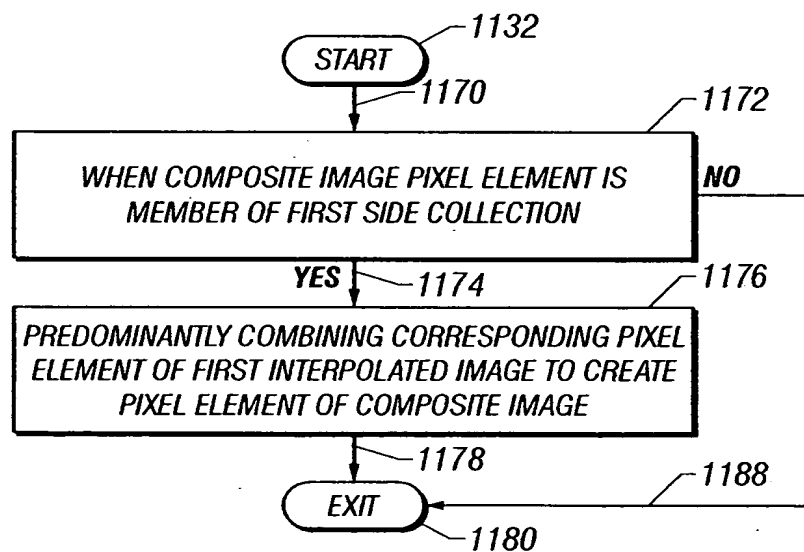 1132
START
1170
1172
WHEN COMPOSITE IMAGE PIXEL ELEMENT IS
MEMBER OF FIRST SIDE COLLECTION
NO
YES
1174
1176
PREDOMINANTLY COMBINING CORRESPONDING PIXEL
ELEMENT OF FIRST INTERPOLATED IMAGE TO CREATE
PIXEL ELEMENT OF COMPOSITE IMAGE
1178
1188
EXIT
1180